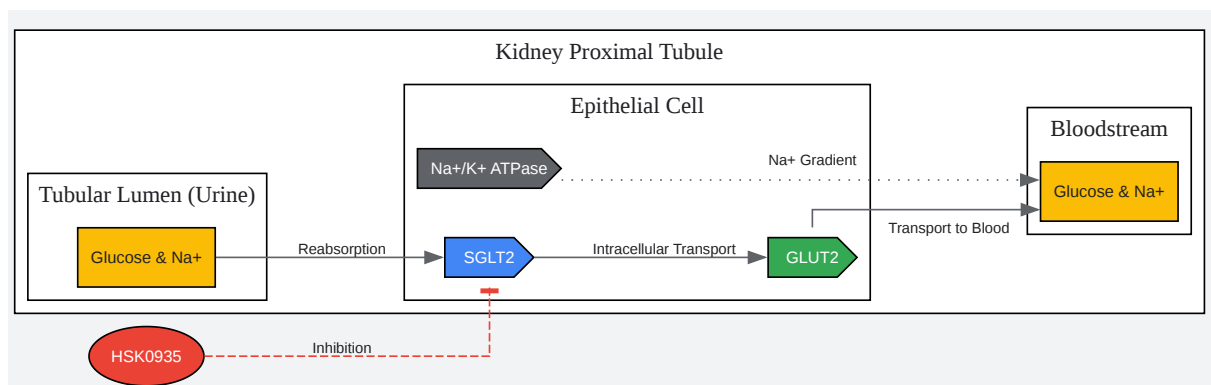 Kidney Proximal Tubule
Epithelial Cell
Bloodstream
Na+/K+ ATPase
Na+ Gradient
Glucose & Na+
Tubular Lumen (Urine)
Transport to Blood
Glucose & Na+
Reabsorption
SGLT2
Intracellular Transport
GLUT2
HSK0935
Inhibition